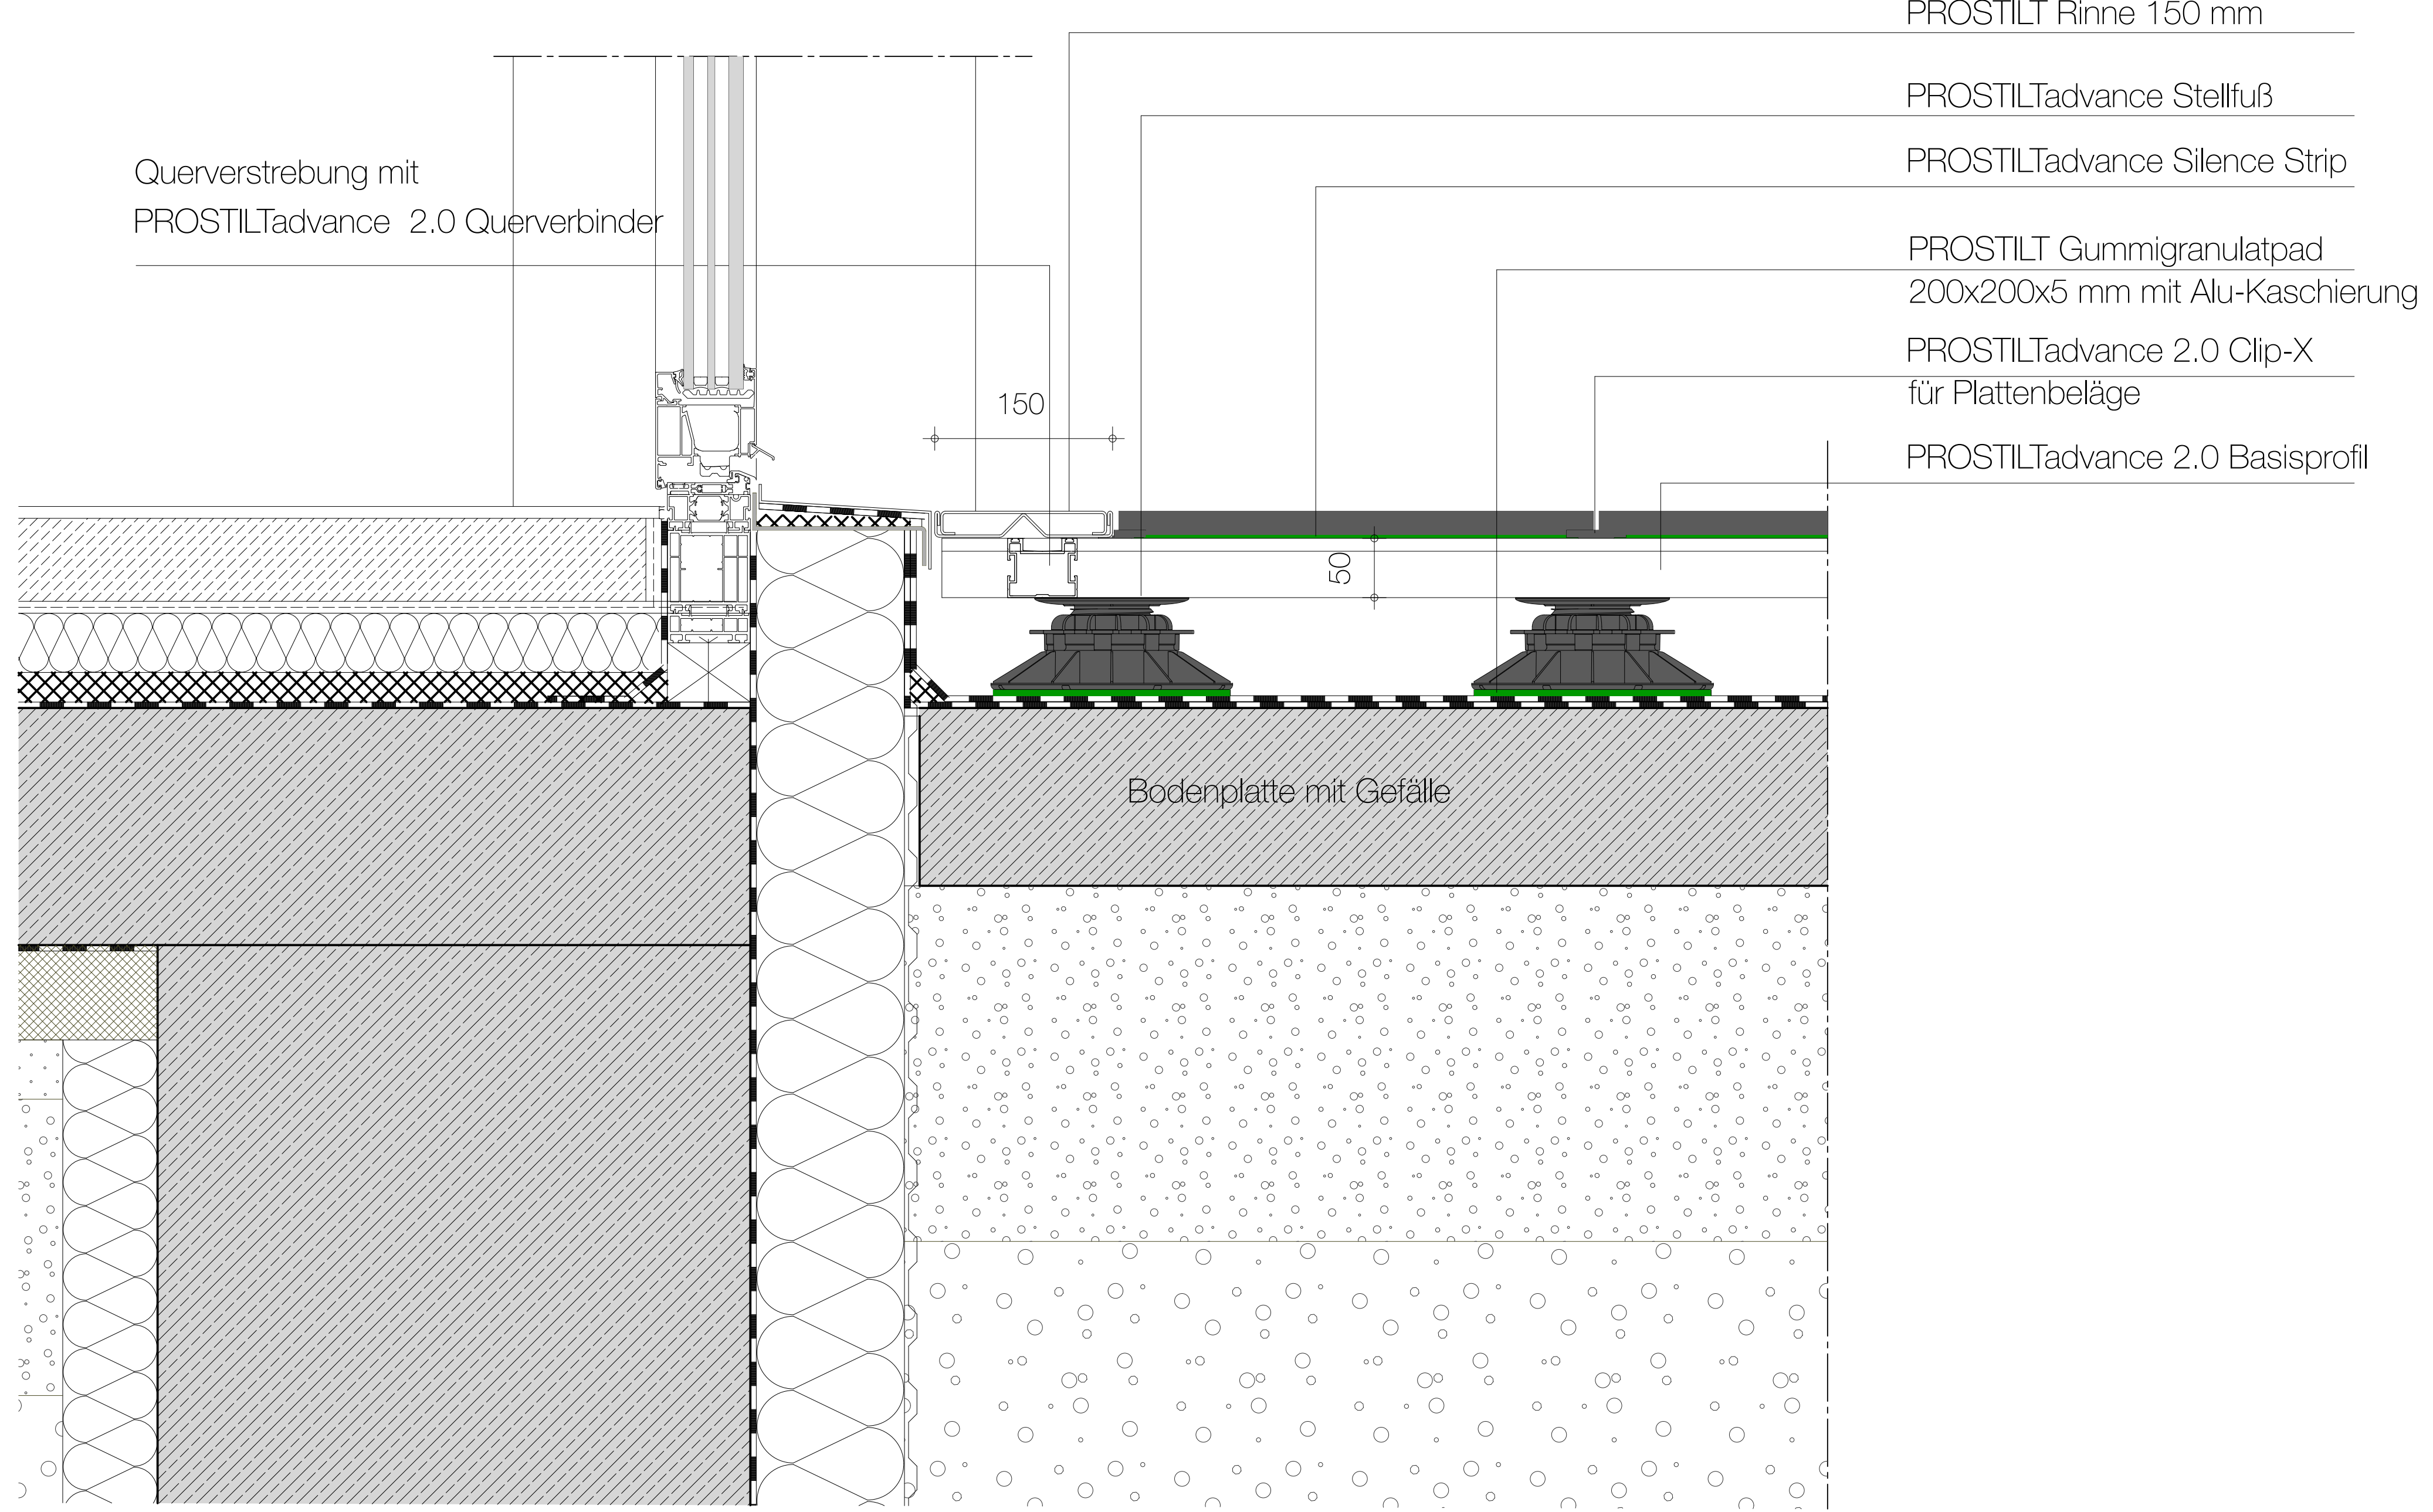 PROSTILT Rinne 150 mm
PROSTILTadvance Stellfuß
PROSTILTadvance Silence Strip
Querverstrebung mit
PROSTILTadvance 2.0 Querverbinder
PROSTILT Gummigranulatpad
200x200x5 mm mit Alu-Kaschierung
PROSTILTadvance 2.0 Clip-X
für Plattenbeläge
150
PROSTILTadvance 2.0 Basisprofil
50
Bodenplatte mit Gefälle